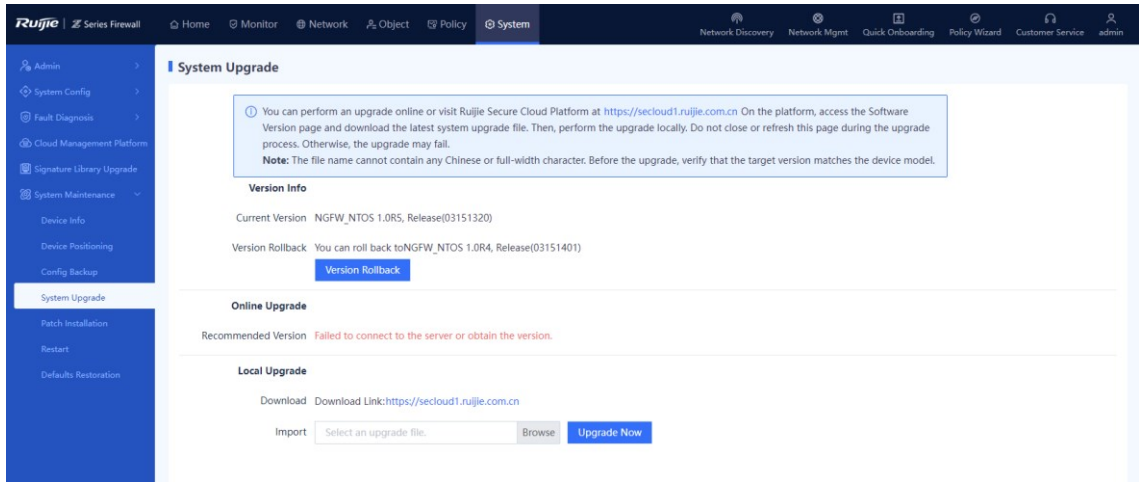 Ruijie | Z Series Firewall
Home
Monitor
Network
Object
Policy
System
Network Discovery
Network Mgmt
Quick Onboarding
Policy Wizard
Customer Service
admin
Admin
System Config
Fault Diagnosis
Cloud Management Platform
Signature Library Upgrade
System Maintenance
Device Info
Device Positioning
Config Backup
System Upgrade
Patch Installation
Restart
Defaults Restoration
System Upgrade
You can perform an upgrade online or visit Ruijie Secure Cloud Platform at https://secloud1.ruijie.com.cn On the platform, access the Software
Version page and download the latest system upgrade file. Then, perform the upgrade locally. Do not close or refresh this page during the upgrade
process. Otherwise, the upgrade may fail.
Note: The file name cannot contain any Chinese or full-width character. Before the upgrade, verify that the target version matches the device model.
Version Info
Current Version NGFW_NTOS 1.0R5, Release(03151320)
Version Rollback You can roll back toNGFW_NTOS 1.0R4, Release(03151401)
Version Rollback
Online Upgrade
Recommended Version Failed to connect to the server or obtain the version.
Local Upgrade
Download Download Link:https://secloud1.ruijie.com.cn
Import Select an upgrade file. Browse Upgrade Now